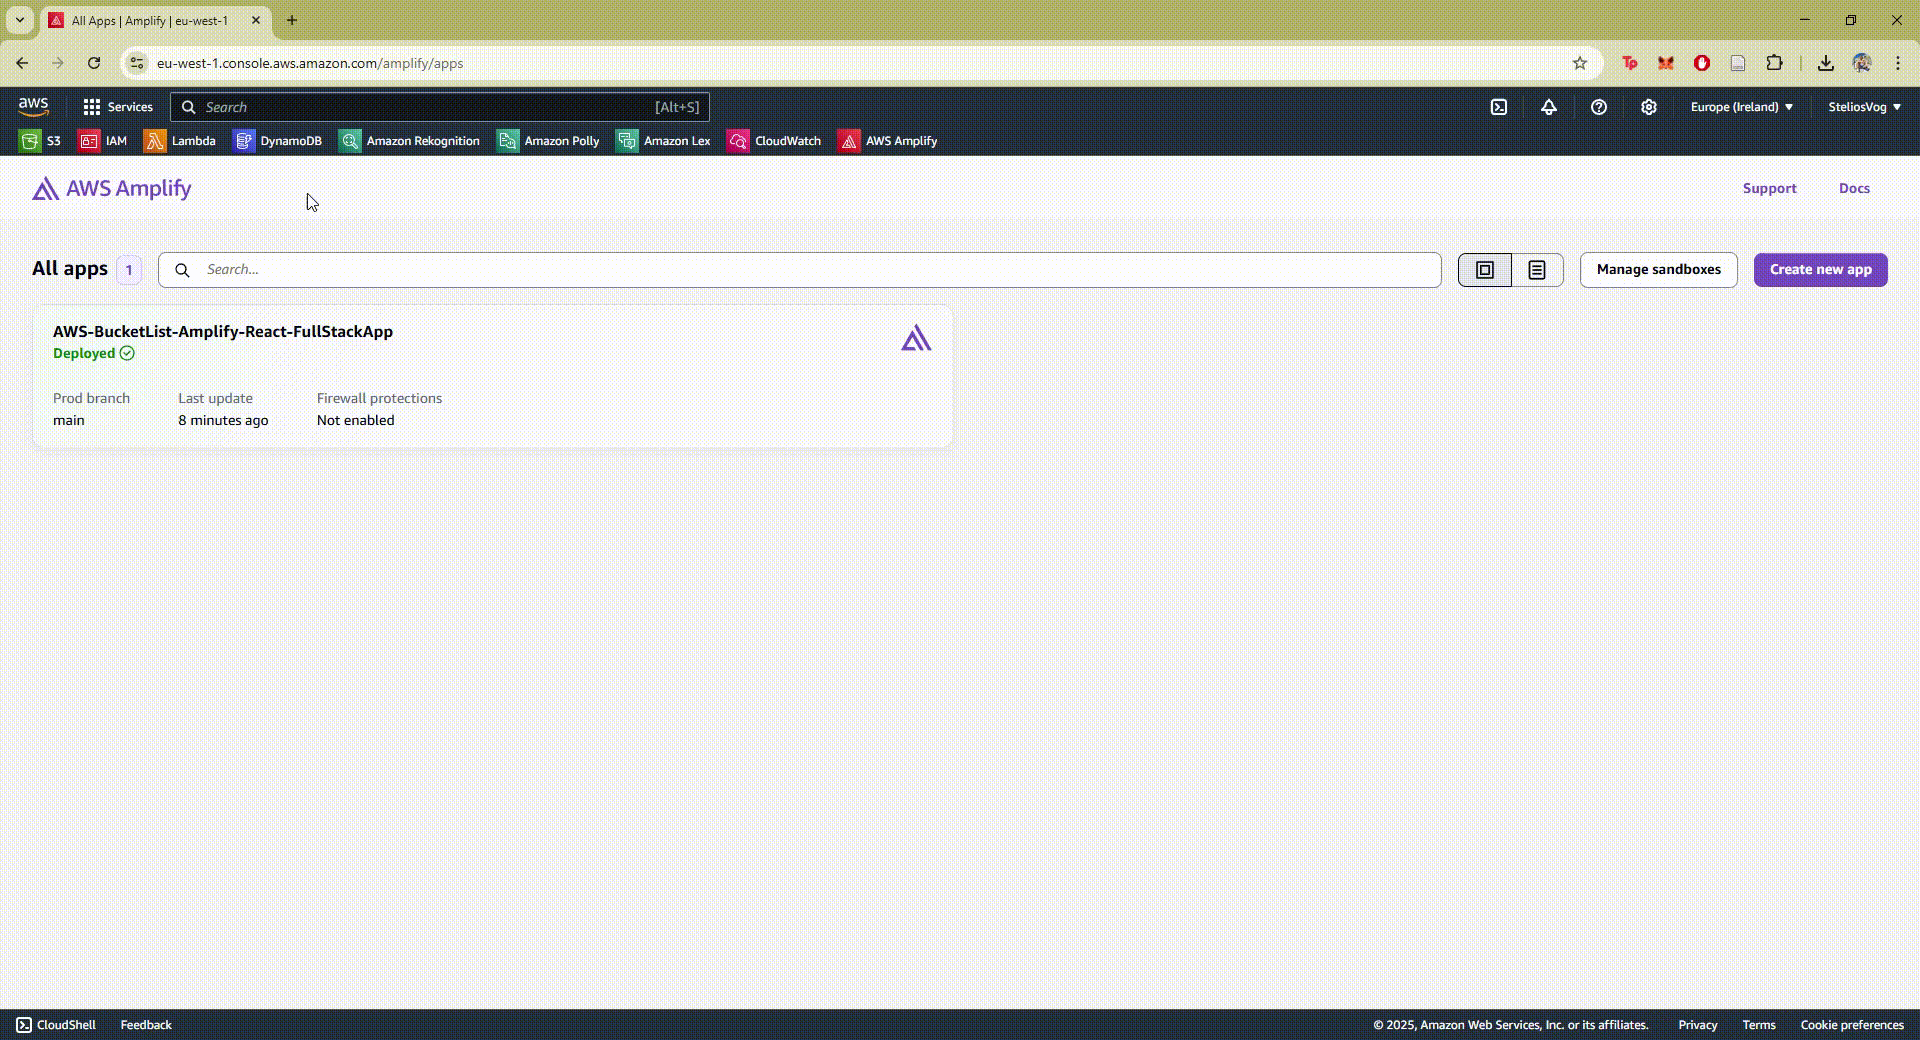 All Apps | Amplify | eu-west-1
eu-west-1.console.aws.amazon.com/amplify/apps
aws Services Search [Alt+S] Europe (Ireland) SteliosVog
S3 IAM Lambda DynamoDB Amazon Rekognition Amazon Polly Amazon Lex CloudWatch AWS Amplify
AWS Amplify Support Docs
All apps 1 Search... Manage sandboxes Create new app
AWS-BucketList-Amplify-React-FullStackApp
Deployed
Prod branch Last update Firewall protections
main 8 minutes ago Not enabled
CloudShell Feedback © 2025, Amazon Web Services, Inc. or its affiliates. Privacy Terms Cookie preferences